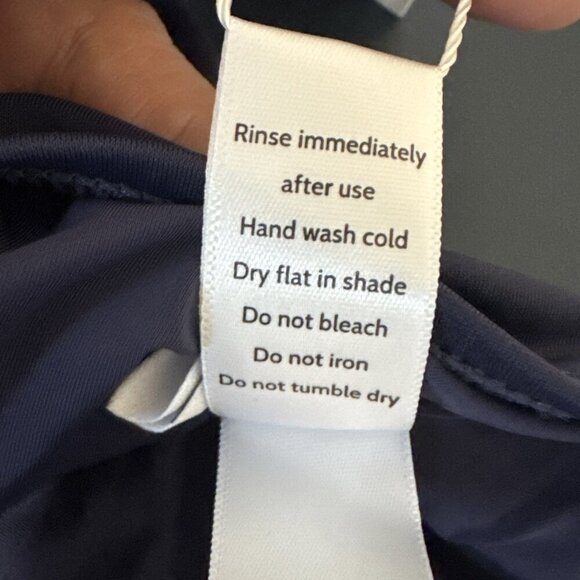 Rinse immediately
after use
Hand wash cold
Dry flat in shade
Do not bleach
Do not iron
Do not tumble dry